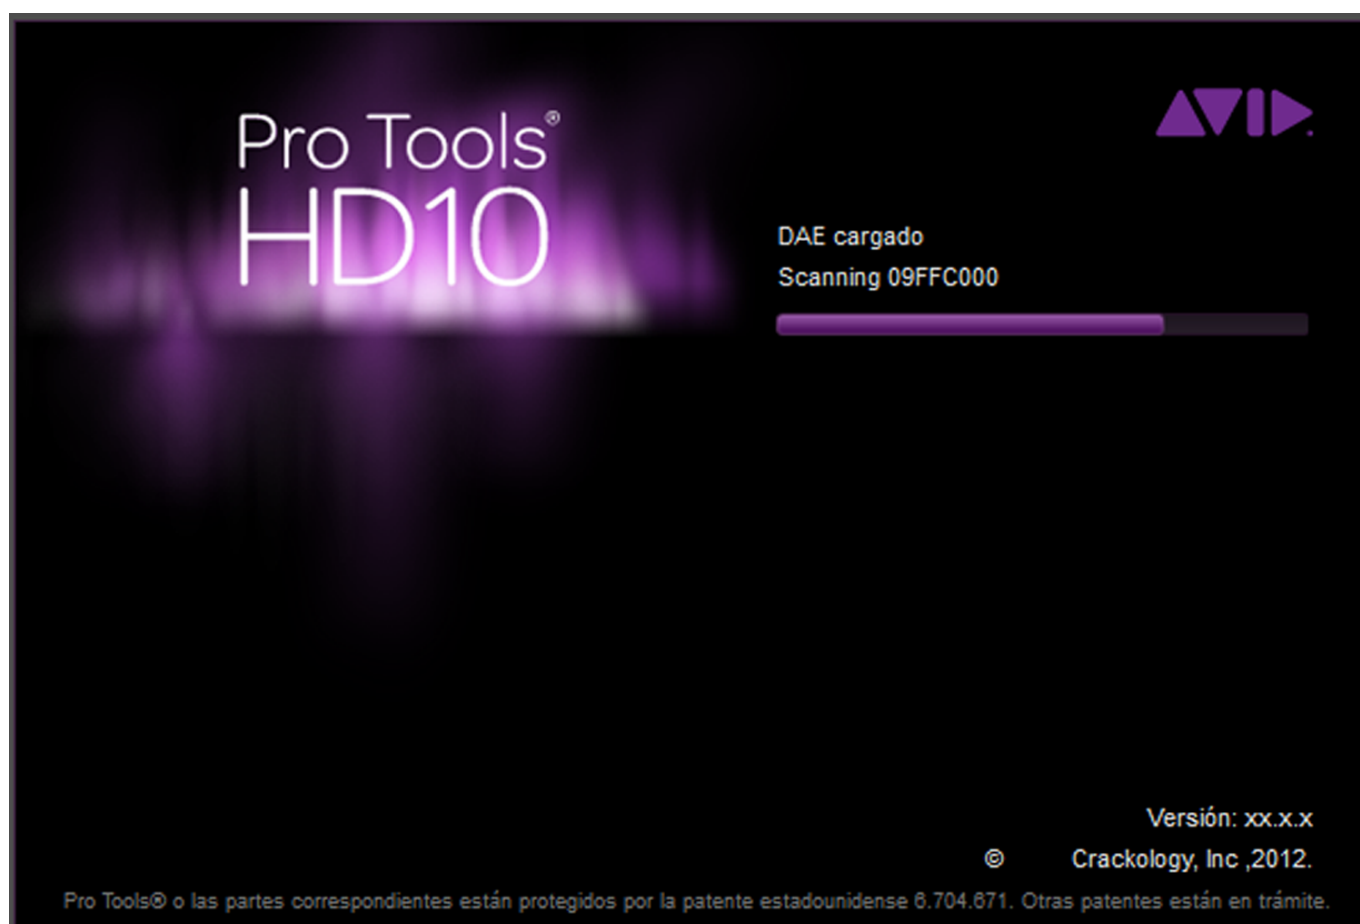 Pro Tools®
HD10
AVID
DAE cargado
Scanning 09FFC000
Versión: xx.x.x
© Crackology, Inc ,2012.
Pro Tools® o las partes correspondientes están protegidos por la patente estadounidense 6.704.671. Otras patentes están en trámite.